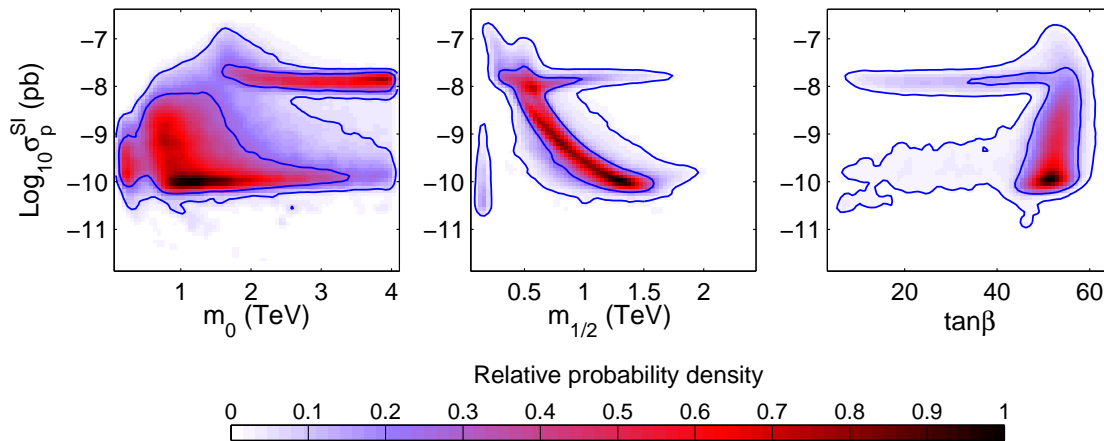 Log₁₀ σₚ^SI (pb)
−7 −8 −9 −10 −11
−7 −8 −9 −10 −11
−7 −8 −9 −10 −11
1 2 3 4
0.5 1 1.5 2
20 40 60
m₀ (TeV)
m₁/₂ (TeV)
tanβ
Relative probability density
0 0.1 0.2 0.3 0.4 0.5 0.6 0.7 0.8 0.9 1